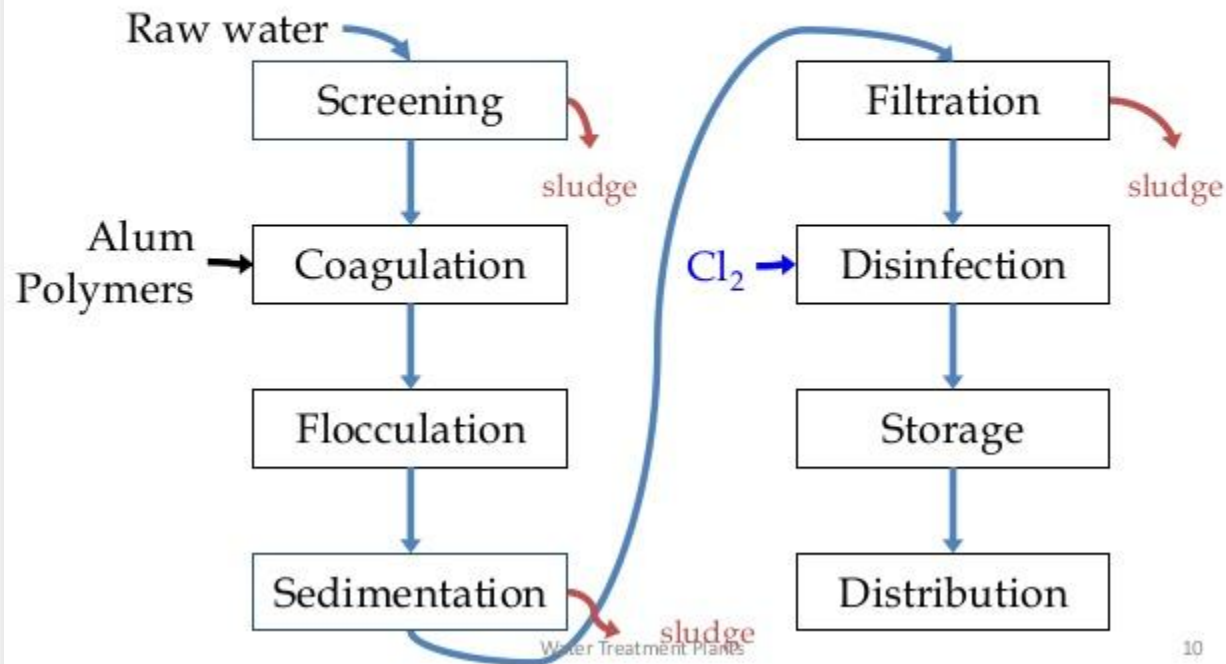 Raw water
Screening
sludge
Alum
Polymers
Coagulation
Flocculation
Sedimentation
sludge
Filtration
sludge
Cl₂
Disinfection
Storage
Distribution
Water Treatment Plants
10